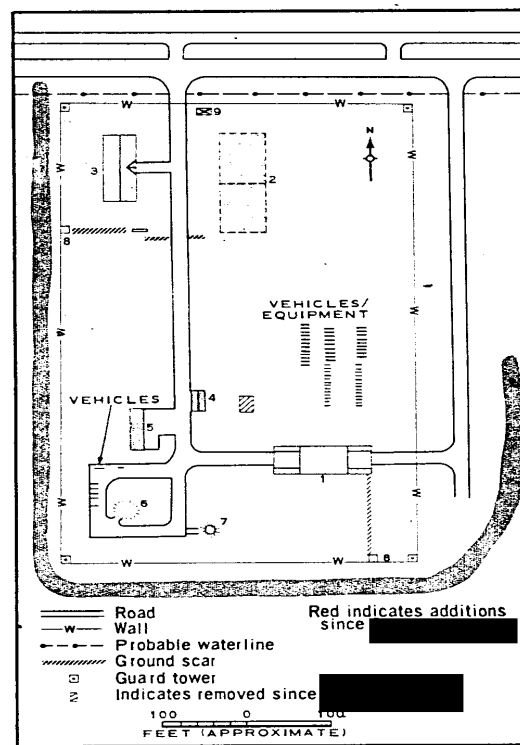 W W
9
N
3
2
W W
8
VEHICLES/
EQUIPMENT
W W
VEHICLES
4
5
1
6
7
W W
8
W W
Road
W Wall
Probable waterline
Ground scar
Guard tower
Indicates removed since
Red indicates additions
since
100 0 100
FEET (APPROXIMATE)